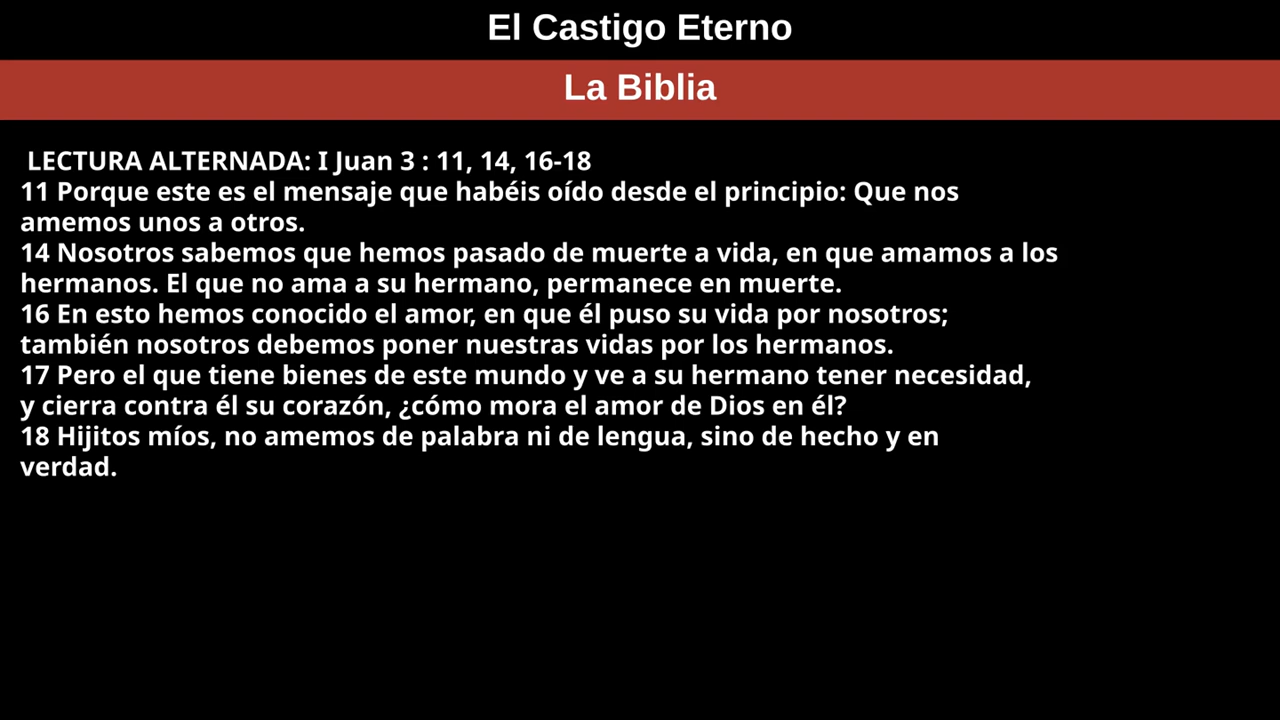 El Castigo Eterno
La Biblia
LECTURA ALTERNADA: I Juan 3 : 11, 14, 16-18
11 Porque este es el mensaje que habéis oído desde el principio: Que nos
amemos unos a otros.
14 Nosotros sabemos que hemos pasado de muerte a vida, en que amamos a los
hermanos. El que no ama a su hermano, permanece en muerte.
16 En esto hemos conocido el amor, en que él puso su vida por nosotros;
también nosotros debemos poner nuestras vidas por los hermanos.
17 Pero el que tiene bienes de este mundo y ve a su hermano tener necesidad,
y cierra contra él su corazón, ¿cómo mora el amor de Dios en él?
18 Hijitos míos, no amemos de palabra ni de lengua, sino de hecho y en
verdad.